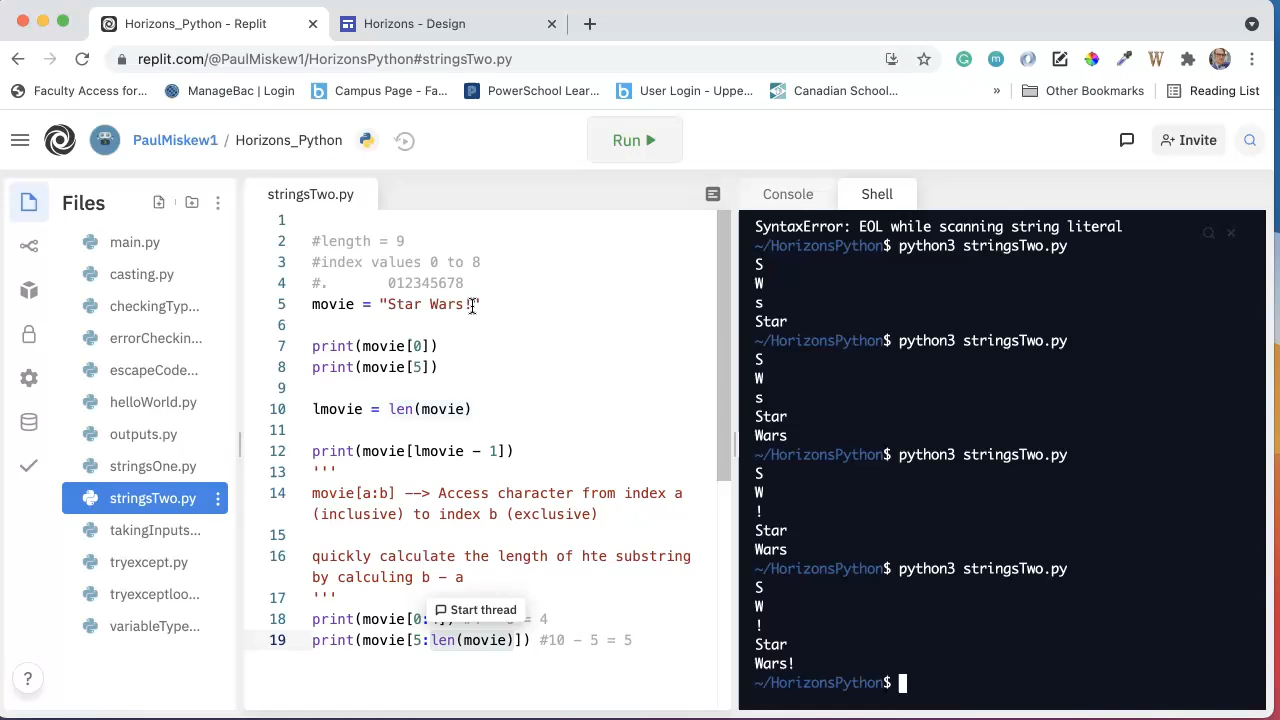 Horizons_Python - Replit
Horizons - Design
replit.com/@PaulMiskew1/HorizonsPython#stringsTwo.py
Faculty Access for...
ManageBac | Login
Campus Page - Fa...
PowerSchool Lear...
User Login - Uppe...
Canadian School...
»
Other Bookmarks
Reading List
PaulMiskew1 / Horizons_Python
Run
Invite
Files
main.py
casting.py
checkingTyp...
errorCheckin...
escapeCode...
helloWorld.py
outputs.py
stringsOne.py
stringsTwo.py
takingInputs...
tryexcept.py
tryexceptloo...
variableType...
?
stringsTwo.py
1
2 #length = 9
3 #index values 0 to 8
4 #. 012345678
5 movie = "Star Wars!"
6
7 print(movie[0])
8 print(movie[5])
9
10 lmovie = len(movie)
11
12 print(movie[lmovie - 1])
13 '''
14 movie[a:b] --> Access character from index a
(inclusive) to index b (exclusive)
15
16 quickly calculate the length of hte substring
by calculing b - a
17 '''
Start thread
18 print(movie[0: = 4
19 print(movie[5:len(movie)]) #10 - 5 = 5
Console
Shell
SyntaxError: EOL while scanning string literal
~/HorizonsPython$ python3 stringsTwo.py
S
W
s
Star
~/HorizonsPython$ python3 stringsTwo.py
S
W
s
Star
Wars
~/HorizonsPython$ python3 stringsTwo.py
S
W
!
Star
Wars
~/HorizonsPython$ python3 stringsTwo.py
S
W
!
Star
Wars!
~/HorizonsPython$